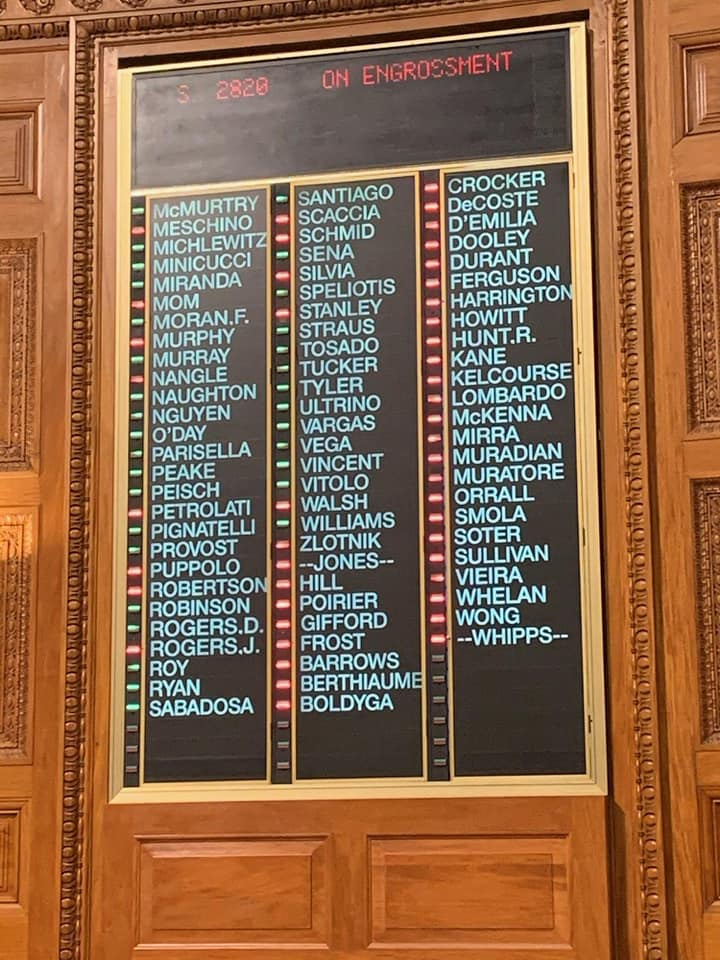 S. 2820 ON ENGROSSMENT
McMURTRY
MESCHINO
MICHLEWITZ
MINICUCCI
MIRANDA
MOM
MORAN.F.
MURPHY
MURRAY
NANGLE
NAUGHTON
NGUYEN
O'DAY
PARISELLA
PEAKE
PEISCH
PETROLATI
PIGNATELLI
PROVOST
PUPPOLO
ROBERTSON
ROBINSON
ROGERS.D.
ROGERS.J.
ROY
RYAN
SABADOSA
SANTIAGO
SCACCIA
SCHMID
SENA
SILVIA
SPELIOTIS
STANLEY
STRAUS
TOSADO
TUCKER
TYLER
ULTRINO
VARGAS
VEGA
VINCENT
VITOLO
WALSH
WILLIAMS
ZLOTNIK
--JONES--
HILL
POIRIER
GIFFORD
FROST
BARROWS
BERTHIAUME
BOLDYGA
CROCKER
DeCOSTE
D'EMILIA
DOOLEY
DURANT
FERGUSON
HARRINGTON
HOWITT
HUNT.R.
KANE
KELCOURSE
LOMBARDO
McKENNA
MIRRA
MURADIAN
MURATORE
ORRALL
SMOLA
SOTER
SULLIVAN
VIEIRA
WHELAN
WONG
--WHIPPS--